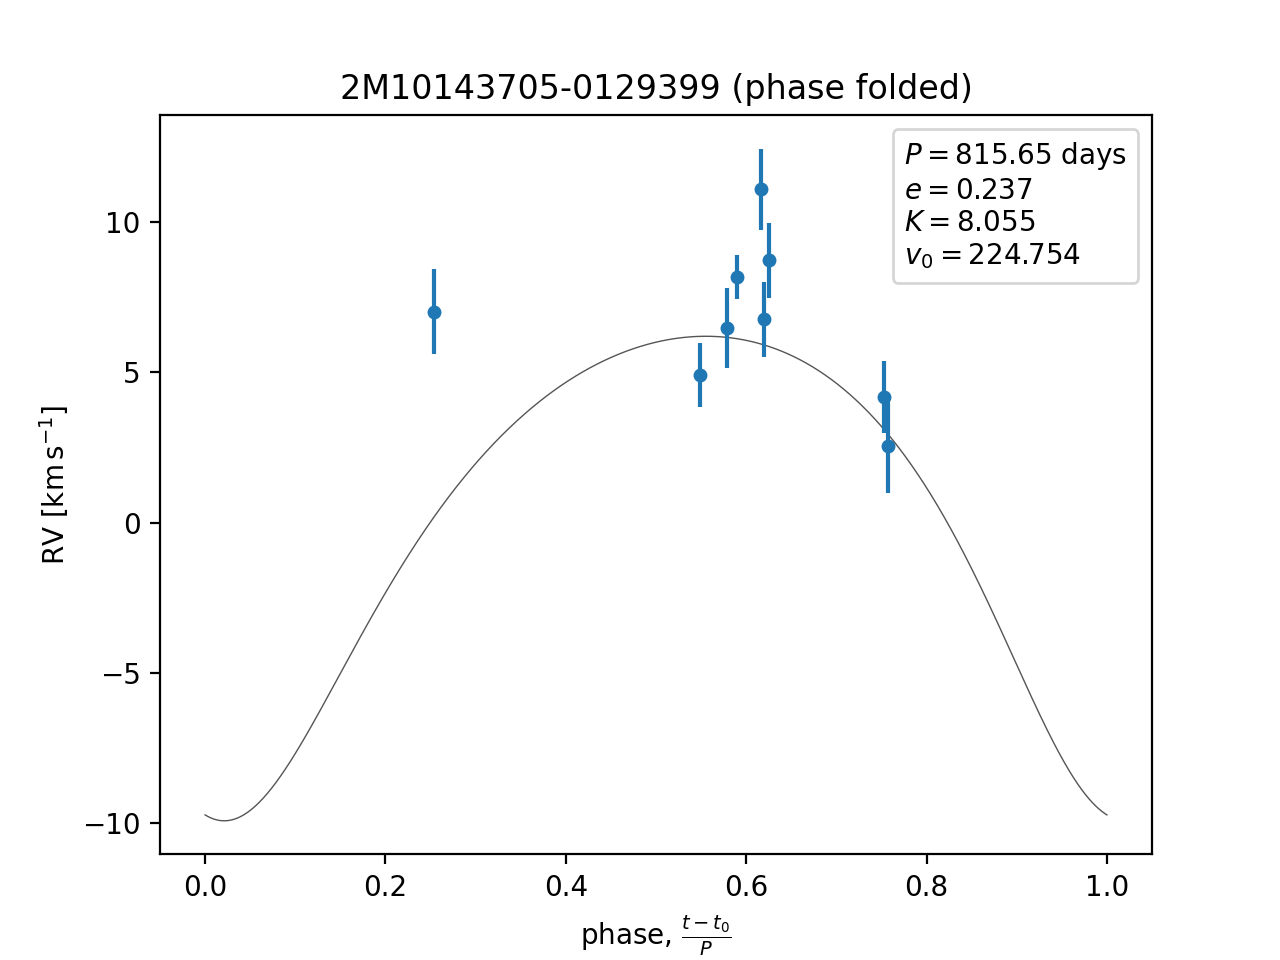 2M10143705-0129399 (phase folded)
P = 815.65 days
e = 0.237
K = 8.055
v₀ = 224.754
10
5
0
−5
−10
RV [km s⁻¹]
0.0 0.2 0.4 0.6 0.8 1.0
phase, (t − t₀)/P